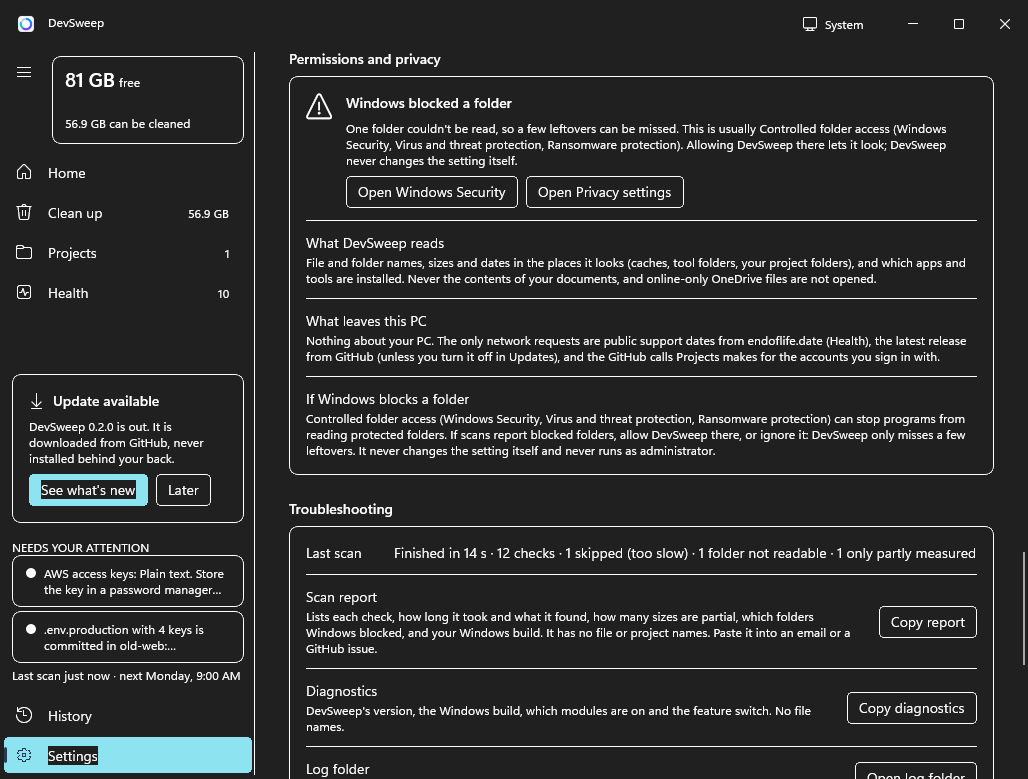 DevSweep
System
81 GB free
56.9 GB can be cleaned
Home
Clean up 56.9 GB
Projects 1
Health 10
Update available
DevSweep 0.2.0 is out. It is
downloaded from GitHub, never
installed behind your back.
See what's new
Later
NEEDS YOUR ATTENTION
AWS access keys: Plain text. Store
the key in a password manager...
.env.production with 4 keys is
committed in old-web:...
Last scan just now · next Monday, 9:00 AM
History
Settings
Permissions and privacy
Windows blocked a folder
One folder couldn't be read, so a few leftovers can be missed. This is usually Controlled folder access (Windows
Security, Virus and threat protection, Ransomware protection). Allowing DevSweep there lets it look; DevSweep
never changes the setting itself.
Open Windows Security
Open Privacy settings
What DevSweep reads
File and folder names, sizes and dates in the places it looks (caches, tool folders, your project folders), and which apps and
tools are installed. Never the contents of your documents, and online-only OneDrive files are not opened.
What leaves this PC
Nothing about your PC. The only network requests are public support dates from endoflife.date (Health), the latest release
from GitHub (unless you turn it off in Updates), and the GitHub calls Projects makes for the accounts you sign in with.
If Windows blocks a folder
Controlled folder access (Windows Security, Virus and threat protection, Ransomware protection) can stop programs from
reading protected folders. If scans report blocked folders, allow DevSweep there, or ignore it: DevSweep only misses a few
leftovers. It never changes the setting itself and never runs as administrator.
Troubleshooting
Last scan Finished in 14 s · 12 checks · 1 skipped (too slow) · 1 folder not readable · 1 only partly measured
Scan report
Lists each check, how long it took and what it found, how many sizes are partial, which folders
Windows blocked, and your Windows build. It has no file or project names. Paste it into an email or a
GitHub issue.
Copy report
Diagnostics
DevSweep's version, the Windows build, which modules are on and the feature switch. No file
names.
Copy diagnostics
Log folder
Open log folder